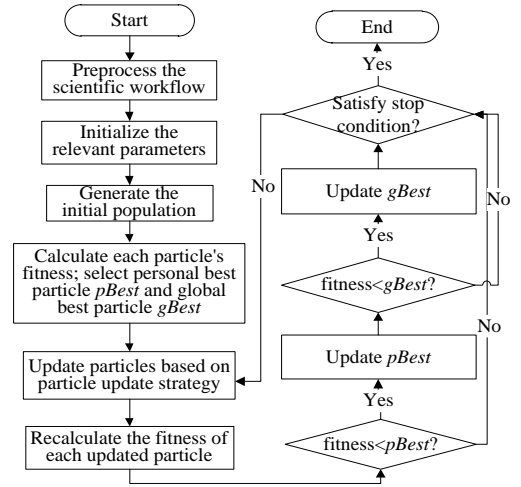 Start
Preprocess the
scientific workflow
Initialize the
relevant parameters
Generate the
initial population
Calculate each particle's
fitness; select personal best
particle pBest and global
best particle gBest
Update particles based on
particle update strategy
Recalculate the fitness of
each updated particle
fitness<pBest?
Yes
No
Update pBest
fitness<gBest?
Yes
No
Update gBest
Satisfy stop
condition?
No
Yes
End